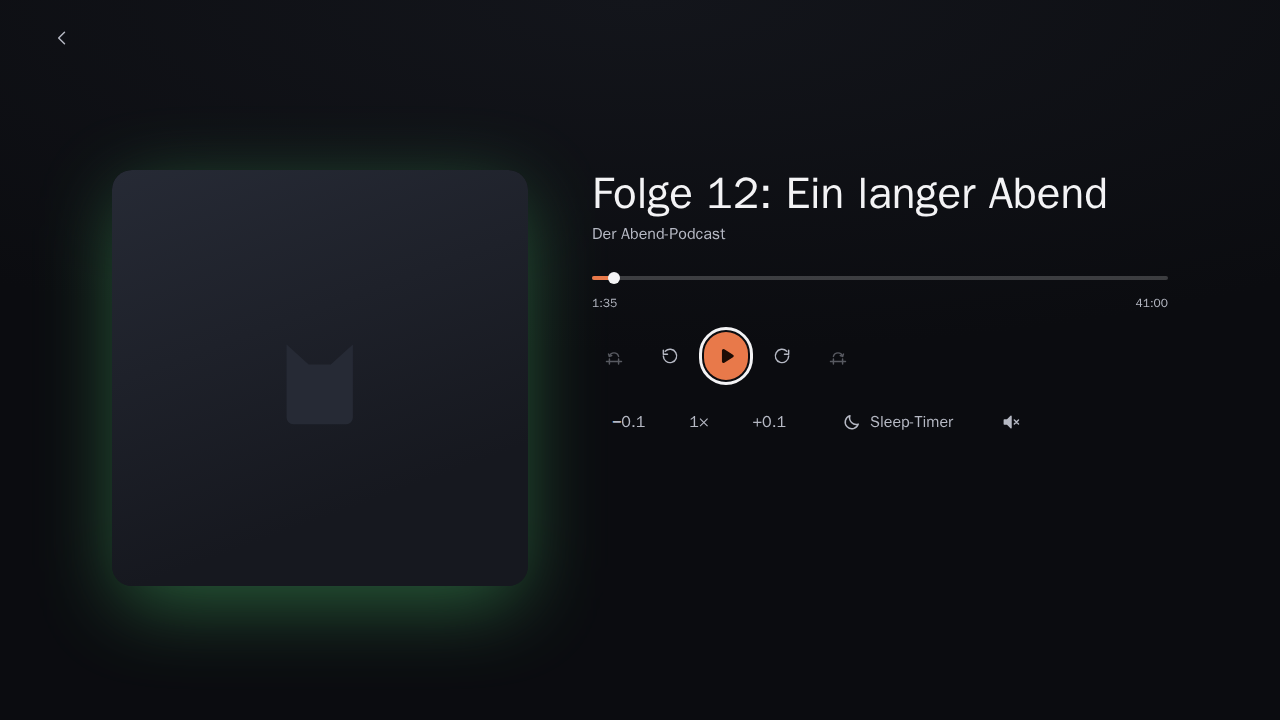 Folge 12: Ein langer Abend
Der Abend-Podcast
1:35 41:00
−0.1 1× +0.1 Sleep-Timer